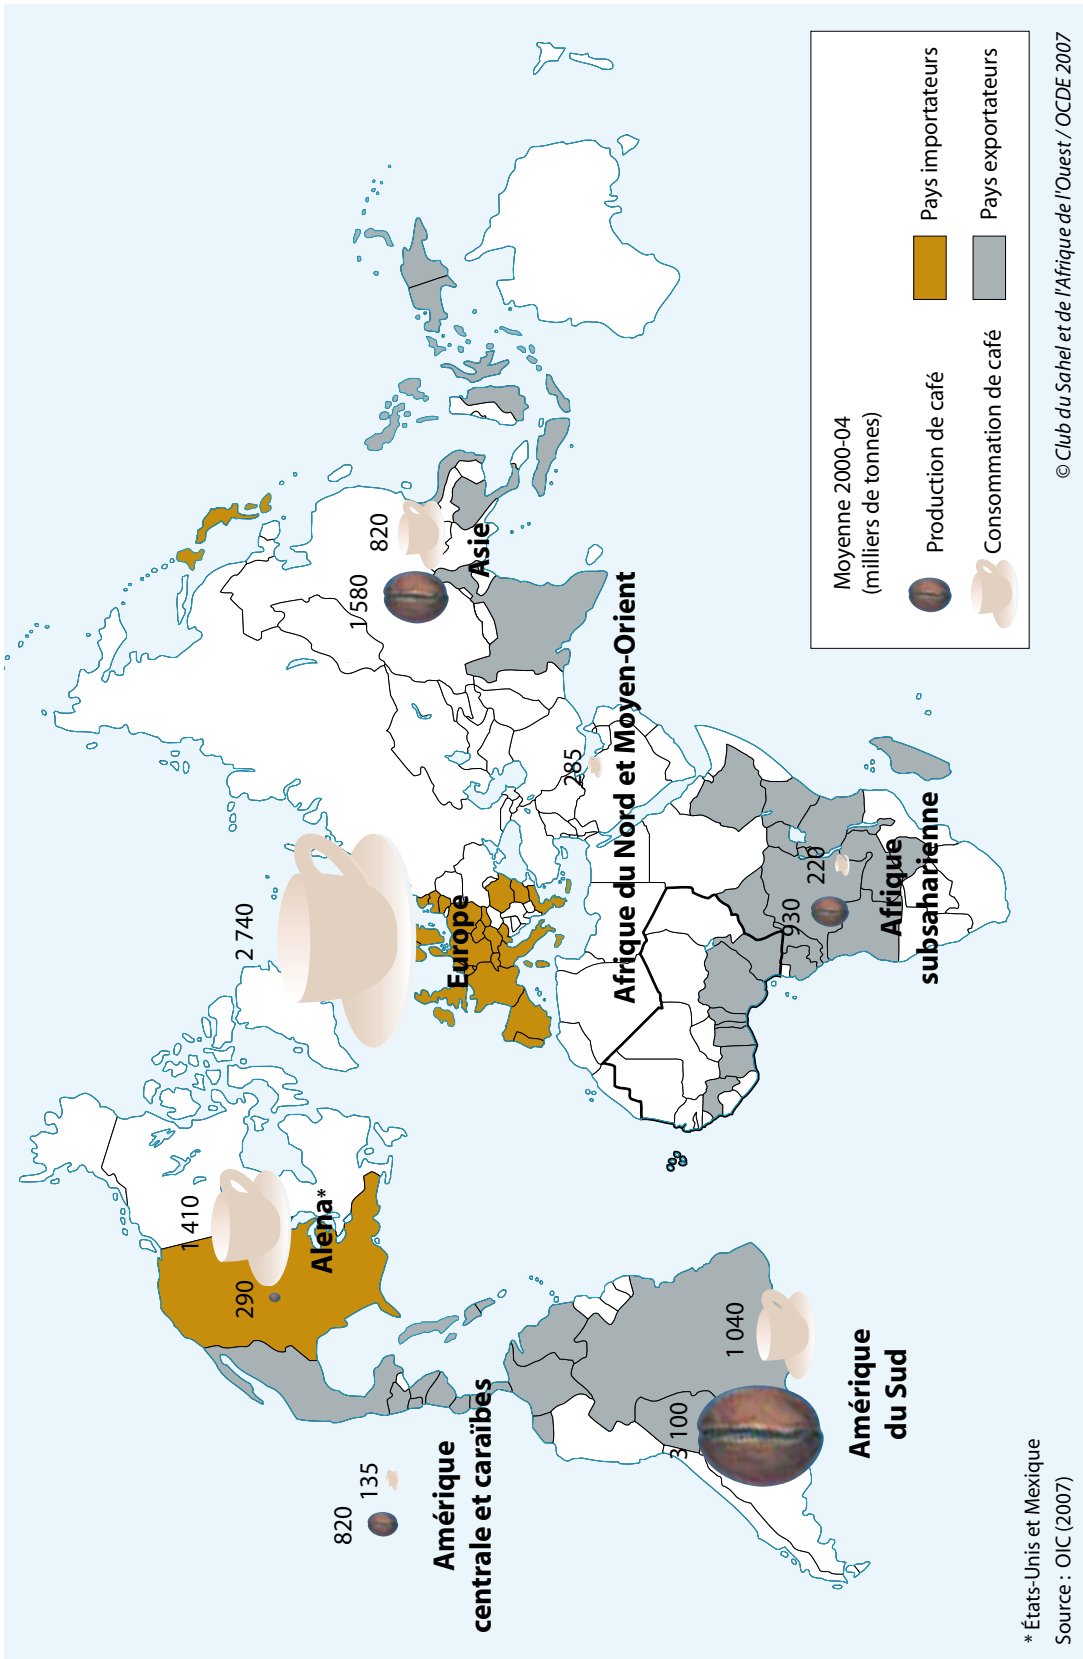 1 410
290
Alena*
2 740
Europe
1 580
820
Asie
285
Afrique du Nord et Moyen-Orient
820
135
Amérique
centrale et caraïbes
3 100
1 040
Amérique
du Sud
930
220
Afrique
subsaharienne
Moyenne 2000-04
(milliers de tonnes)
Production de café
Consommation de café
Pays importateurs
Pays exportateurs
* États-Unis et Mexique
Source : OIC (2007)
© Club du Sahel et de l'Afrique de l'Ouest / OCDE 2007